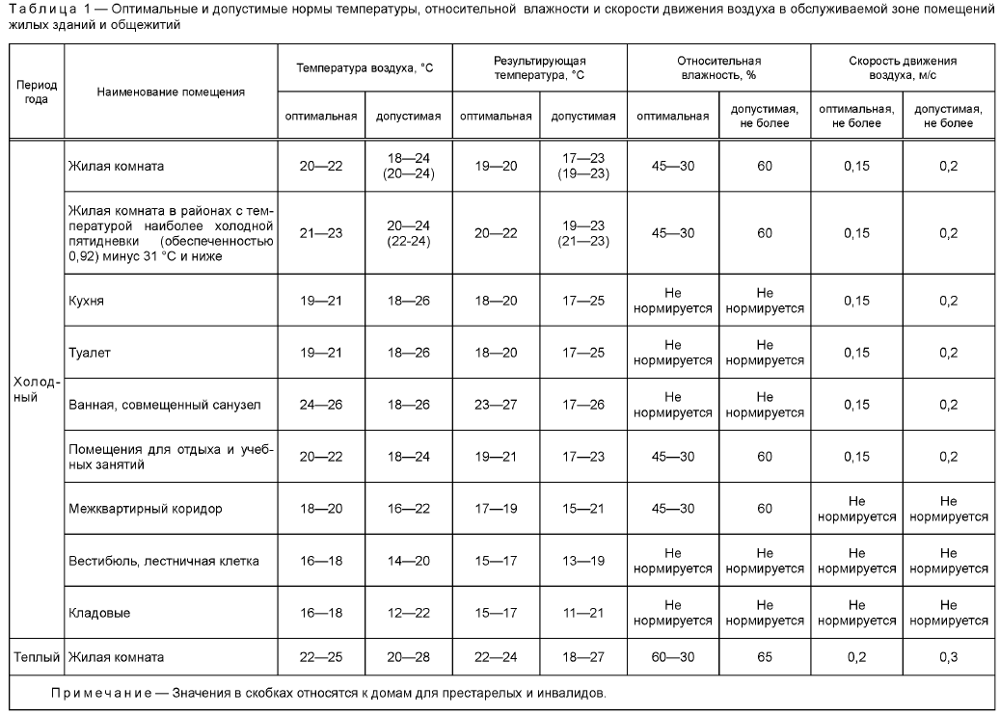 Таблица 1 — Оптимальные и допустимые нормы температуры, относительной влажности и скорости движения воздуха в обслуживаемой зоне помещений
жилых зданий и общежитий
Период
года
Наименование помещения
Температура воздуха, °С
Результирующая
температура, °С
Относительная
влажность, %
Скорость движения
воздуха, м/с
оптимальная
допустимая
оптимальная
допустимая
оптимальная
допустимая,
не более
оптимальная,
не более
допустимая,
не более
Холод-
ный
Жилая комната
20—22
18—24
(20—24)
19—20
17—23
(19—23)
45—30
60
0,15
0,2
Жилая комната в районах с тем-
пературой наиболее холодной
пятидневки (обеспеченностью
0,92) минус 31 °С и ниже
21—23
20—24
(22-24)
20—22
19—23
(21—23)
45—30
60
0,15
0,2
Кухня
19—21
18—26
18—20
17—25
Не
нормируется
Не
нормируется
0,15
0,2
Туалет
19—21
18—26
18—20
17—25
Не
нормируется
Не
нормируется
0,15
0,2
Ванная, совмещенный санузел
24—26
18—26
23—27
17—26
Не
нормируется
Не
нормируется
0,15
0,2
Помещения для отдыха и учеб-
ных занятий
20—22
18—24
19—21
17—23
45—30
60
0,15
0,2
Межквартирный коридор
18—20
16—22
17—19
15—21
45—30
60
Не
нормируется
Не
нормируется
Вестибюль, лестничная клетка
16—18
14—20
15—17
13—19
Не
нормируется
Не
нормируется
Не
нормируется
Не
нормируется
Кладовые
16—18
12—22
15—17
11—21
Не
нормируется
Не
нормируется
Не
нормируется
Не
нормируется
Теплый
Жилая комната
22—25
20—28
22—24
18—27
60—30
65
0,2
0,3
Примечание — Значения в скобках относятся к домам для престарелых и инвалидов.